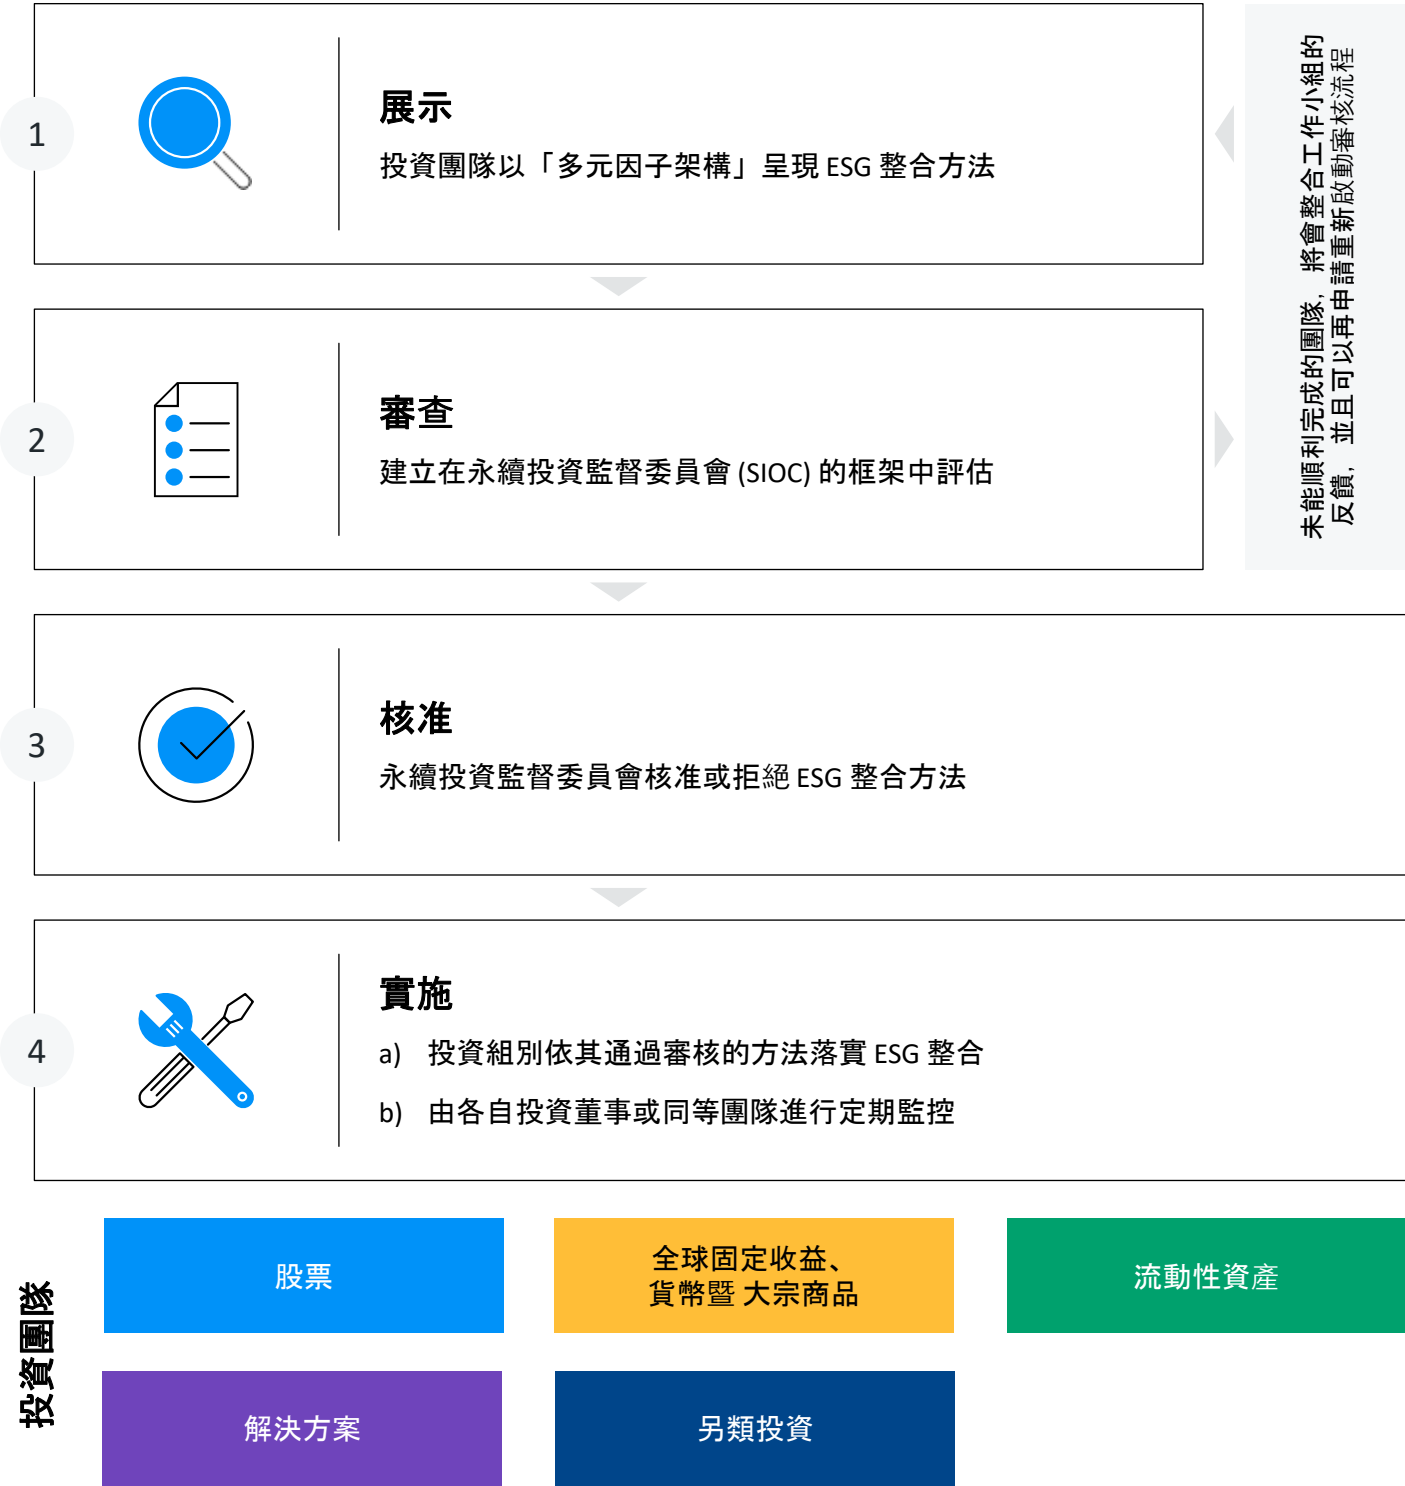 1
展示
投資團隊以「多元因子架構」呈現 ESG 整合方法
未能順利完成的團隊，將會整合工作小組的
反饋，並且可以再申請重新啟動審核流程
2
審查
建立在永續投資監督委員會 (SIOC) 的框架中評估
3
核准
永續投資監督委員會核准或拒絕 ESG 整合方法
4
實施
a) 投資組別依其通過審核的方法落實 ESG 整合
b) 由各自投資董事或同等團隊進行定期監控
投資團隊
股票
全球固定收益、
貨幣暨 大宗商品
流動性資產
解決方案
另類投資